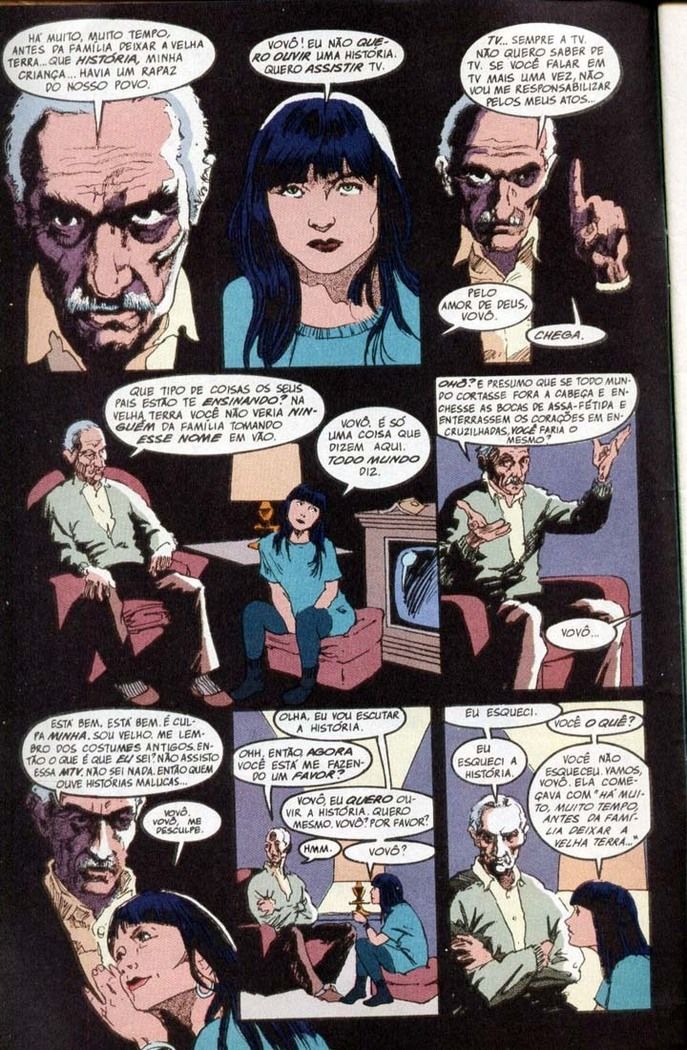 HÁ MUITO, MUITO TEMPO,
ANTES DA FAMÍLIA DEIXAR A VELHA
TERRA... QUE HISTÓRIA, MINHA
CRIANÇA... HAVIA UM RAPAZ
DO NOSSO POVO.
VOVÔ! EU NÃO QUE-
RO OUVIR UMA HISTÓRIA.
QUERO ASSISTIR TV.
TV... SEMPRE A TV.
NÃO QUERO SABER DE
TV. SE VOCÊ FALAR EM
TV MAIS UMA VEZ, NÃO
VOU ME RESPONSABILIZAR
PELOS MEUS ATOS...
PELO
AMOR DE DEUS,
VOVÔ.
CHEGA.
QUE TIPO DE COISAS OS SEUS
PAIS ESTÃO TE ENSINANDO? NA
VELHA TERRA VOCÊ NÃO VERIA NIN-
GUÉM DA FAMÍLIA TOMANDO
ESSE NOME EM VÃO.
VOVÔ, É SÓ
UMA COISA QUE
DIZEM AQUI.
TODO MUNDO
DIZ.
OHÔ? E PRESUMO QUE SE TODO MUN-
DO CORTASSE FORA A CABEÇA E EN-
CHESSE AS BOCAS DE ASSA-FÉTIDA E
ENTERRASSEM OS CORAÇÕES EM EN-
CRUZILHADAS, VOCÊ FARIA O
MESMO?
VOVÔ...
ESTÁ BEM. ESTÁ BEM. É CUL-
PA MINHA. SOU VELHO. ME LEM-
BRO DOS COSTUMES ANTIGOS. EN-
TÃO O QUE É QUE EU SEI? NÃO ASSISTO
ESSA MTV. NÃO SEI NADA. ENTÃO QUEM
OUVE HISTÓRIAS MALUCAS...
VOVÔ.
VOVÔ, ME
DESCULPE.
OLHA, EU VOU ESCUTAR
A HISTÓRIA.
OHH. ENTÃO, AGORA
VOCÊ ESTÁ ME FAZEN-
DO UM FAVOR?
VOVÔ, EU QUERO OU-
VIR A HISTÓRIA. QUERO
MESMO. VOVÔ? POR FAVOR?
HMM.
VOVÔ?
EU ESQUECI.
VOCÊ O QUÊ?
EU
ESQUECI A
HISTÓRIA.
VOCÊ NÃO
ESQUECEU. VAMOS,
VOVÔ. ELA COME-
ÇAVA COM "HÁ MUI-
TO, MUITO TEMPO,
ANTES DA FAMÍ-
LIA DEIXAR A
VELHA TERRA..."